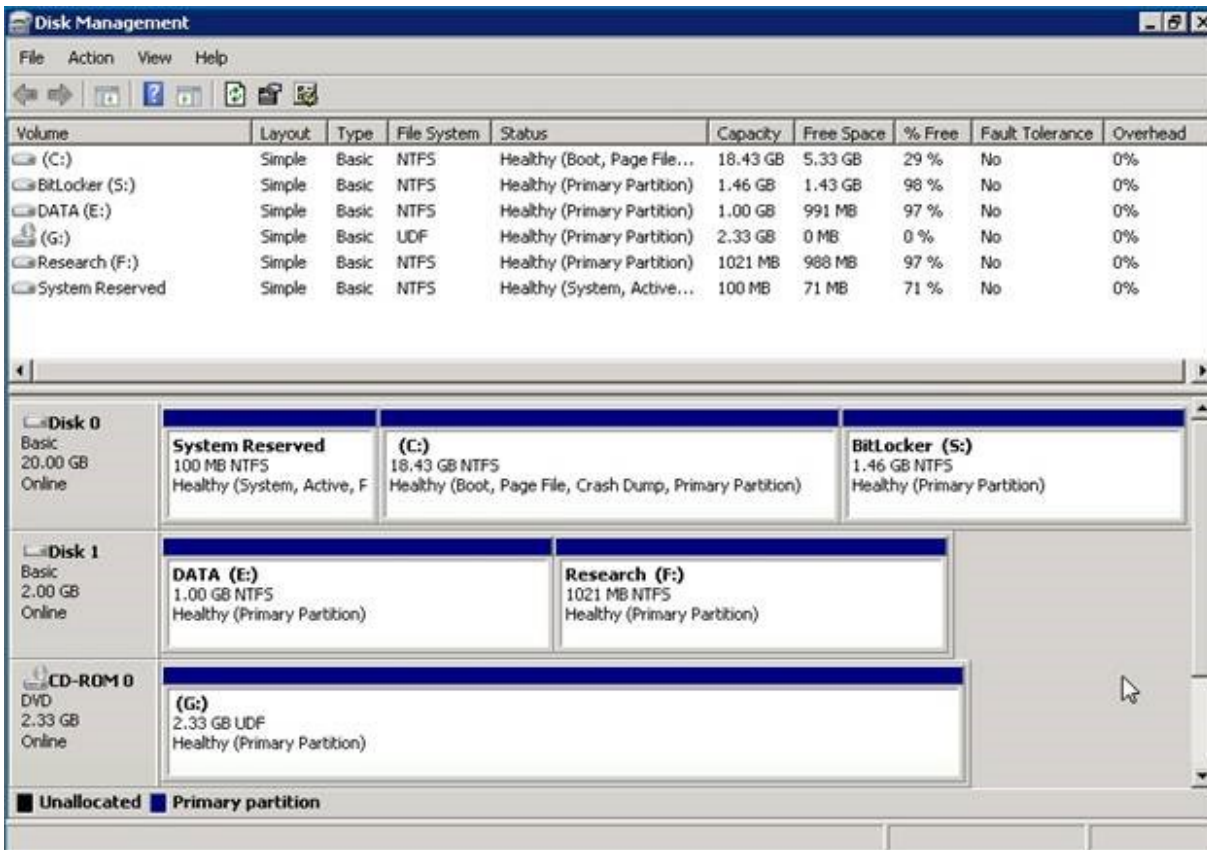 Disk Management
File Action View Help
Volume Layout Type File System Status Capacity Free Space % Free Fault Tolerance Overhead
(C:) Simple Basic NTFS Healthy (Boot, Page File... 18.43 GB 5.33 GB 29 % No 0%
BitLocker (S:) Simple Basic NTFS Healthy (Primary Partition) 1.46 GB 1.43 GB 98 % No 0%
DATA (E:) Simple Basic NTFS Healthy (Primary Partition) 1.00 GB 991 MB 97 % No 0%
(G:) Simple Basic UDF Healthy (Primary Partition) 2.33 GB 0 MB 0 % No 0%
Research (F:) Simple Basic NTFS Healthy (Primary Partition) 1021 MB 988 MB 97 % No 0%
System Reserved Simple Basic NTFS Healthy (System, Active... 100 MB 71 MB 71 % No 0%
Disk 0
Basic
20.00 GB
Online
System Reserved
100 MB NTFS
Healthy (System, Active, F
(C:)
18.43 GB NTFS
Healthy (Boot, Page File, Crash Dump, Primary Partition)
BitLocker (S:)
1.46 GB NTFS
Healthy (Primary Partition)
Disk 1
Basic
2.00 GB
Online
DATA (E:)
1.00 GB NTFS
Healthy (Primary Partition)
Research (F:)
1021 MB NTFS
Healthy (Primary Partition)
CD-ROM 0
DVD
2.33 GB
Online
(G:)
2.33 GB UDF
Healthy (Primary Partition)
Unallocated Primary partition